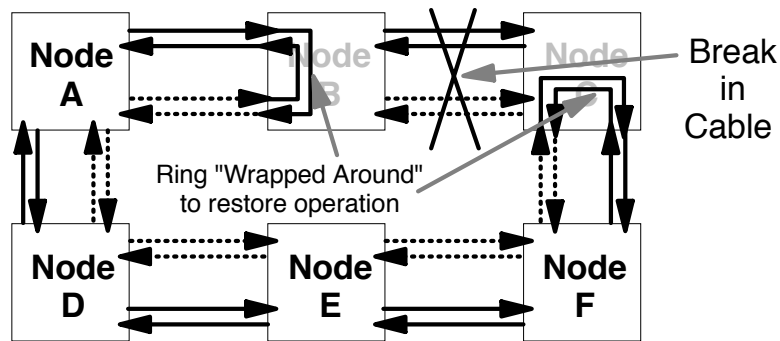 Node
A
Node
B
Node
C
Break
in
Cable
Ring "Wrapped Around"
to restore operation
Node
D
Node
E
Node
F